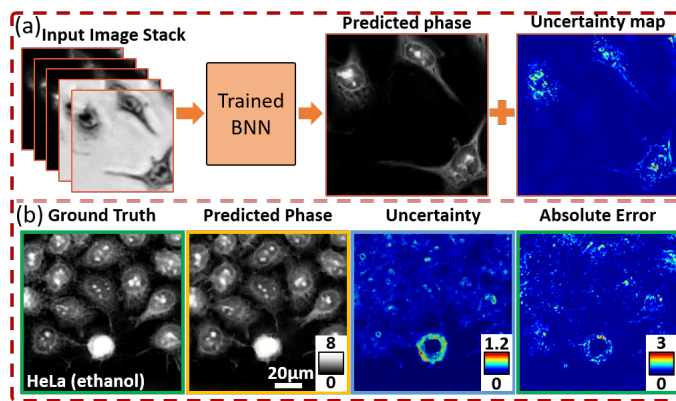 (a)
Input Image Stack
Predicted phase
Uncertainty map
Trained
BNN
(b)
Ground Truth
Predicted Phase
Uncertainty
Absolute Error
HeLa (ethanol)
20μm
8
0
1.2
0
3
0